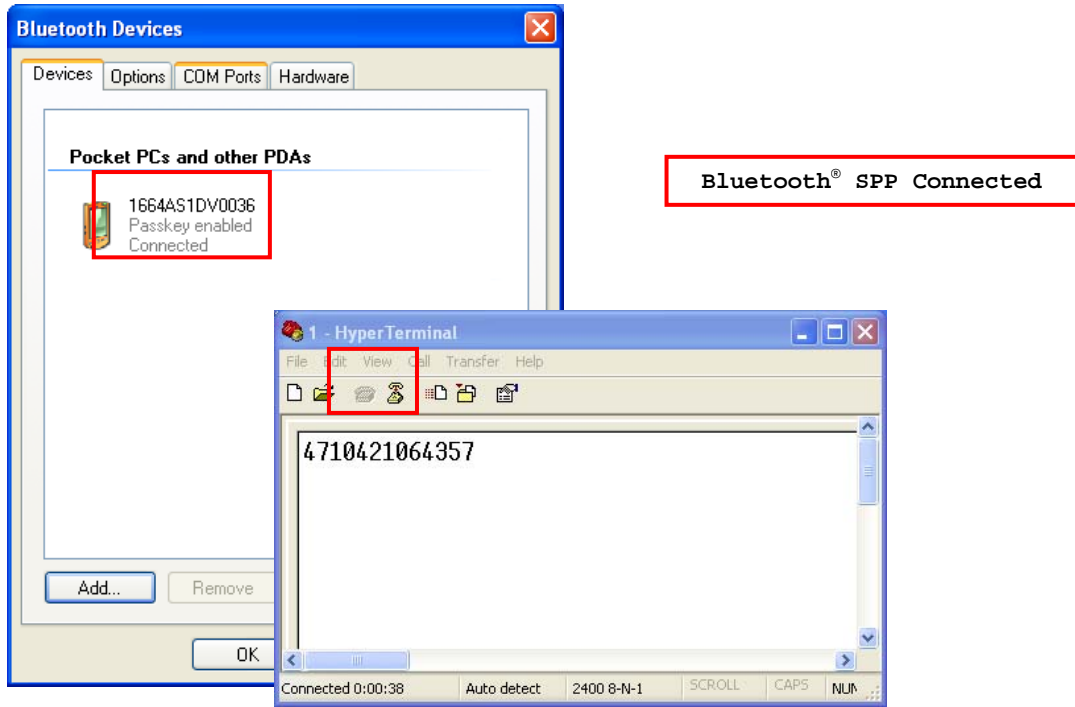 Bluetooth Devices
Devices Options COM Ports Hardware
Pocket PCs and other PDAs
1664AS1DV0036
Passkey enabled
Connected
Add... Remove
OK
Bluetooth® SPP Connected
1 - HyperTerminal
File Edit View Call Transfer Help
4710421064357
Connected 0:00:38 Auto detect 2400 8-N-1 SCROLL CAPS NUM